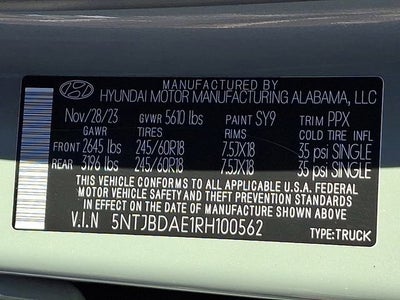 MANUFACTURED BY
HYUNDAI MOTOR MANUFACTURING ALABAMA, LLC
Nov/28/23 GVWR 5610 lbs PAINT SY9 TRIM PPX
GAWR TIRES RIMS COLD TIRE INFL
FRONT 2645 lbs 245/60R18 7.5JX18 35 psi SINGLE
REAR 3196 lbs 245/60R18 7.5JX18 35 psi SINGLE
THIS VEHICLE CONFORMS TO ALL APPLICABLE U.S.A FEDERAL
MOTOR VEHICLE SAFETY STANDARDS IN EFFECT ON THE
DATE OF MANUFACTURE SHOWN ABOVE.
V.I.N 5NTJBDAE1RH100562 TYPE:TRUCK